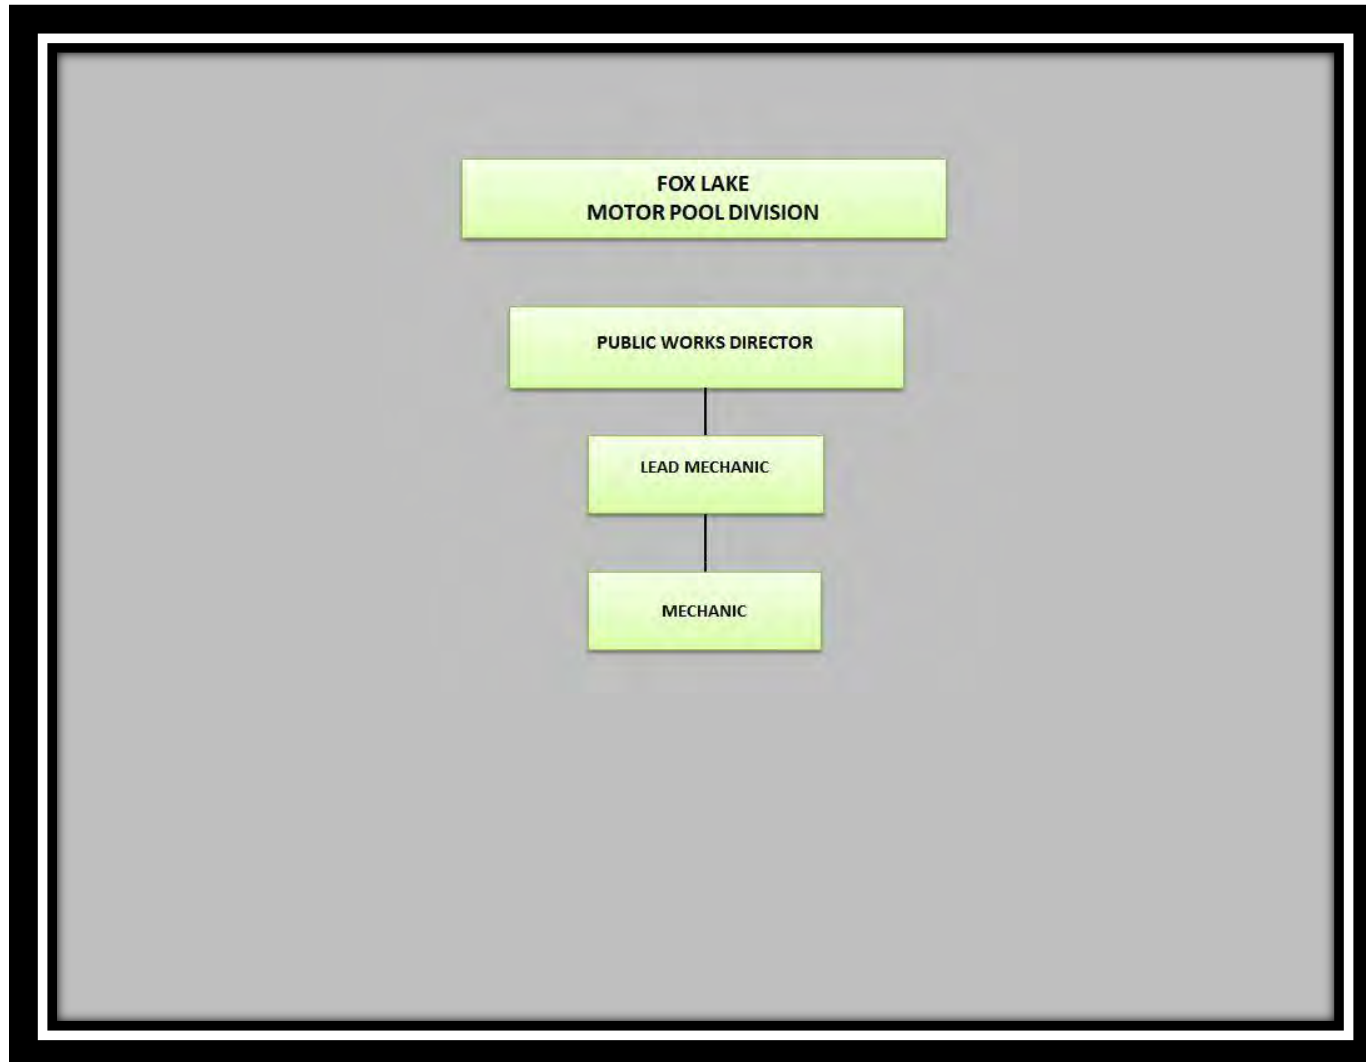 FOX LAKE
MOTOR POOL DIVISION
PUBLIC WORKS DIRECTOR
LEAD MECHANIC
MECHANIC